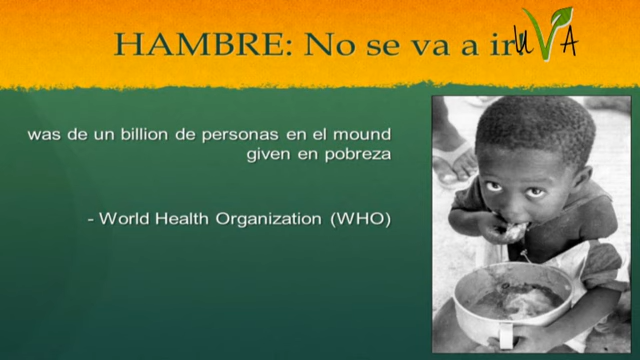 HAMBRE: No se va a ir
LUVA
was de un billion de personas en el mound
given en pobreza
- World Health Organization (WHO)